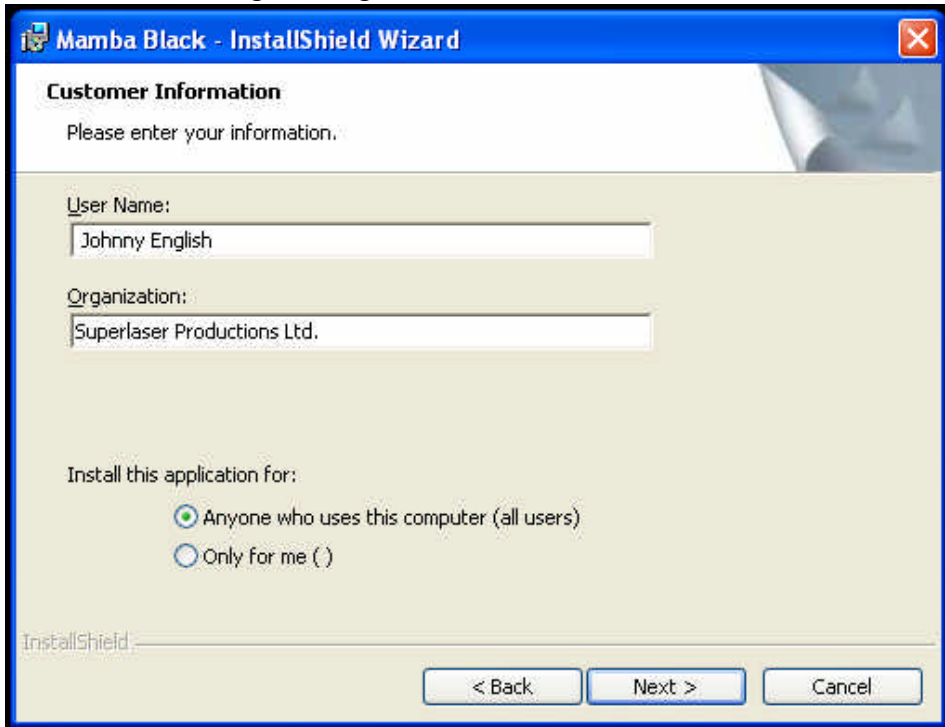 Mamba Black - InstallShield Wizard
Customer Information
Please enter your information.
User Name:
Johnny English
Organization:
Superlaser Productions Ltd.
Install this application for:
Anyone who uses this computer (all users)
Only for me ( )
InstallShield
< Back Next > Cancel